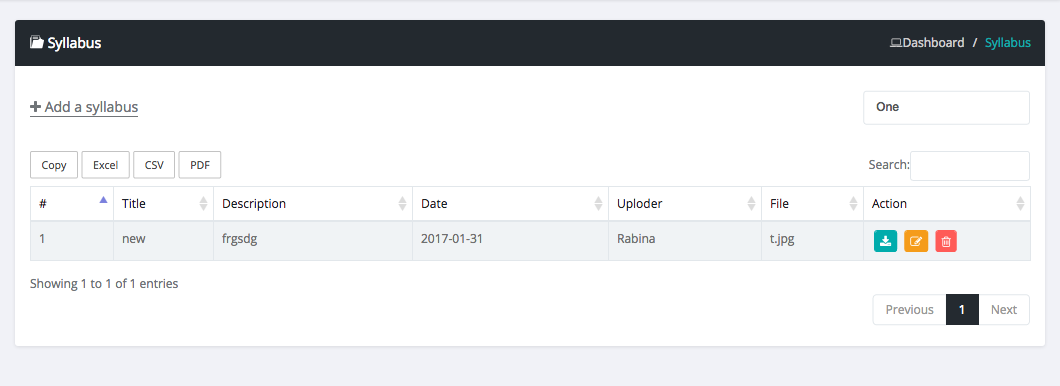 Syllabus
Dashboard / Syllabus
Add a syllabus
One
Copy Excel CSV PDF
Search:
# Title Description Date Uploder File Action
1 new frgsdg 2017-01-31 Rabina t.jpg
Showing 1 to 1 of 1 entries
Previous 1 Next